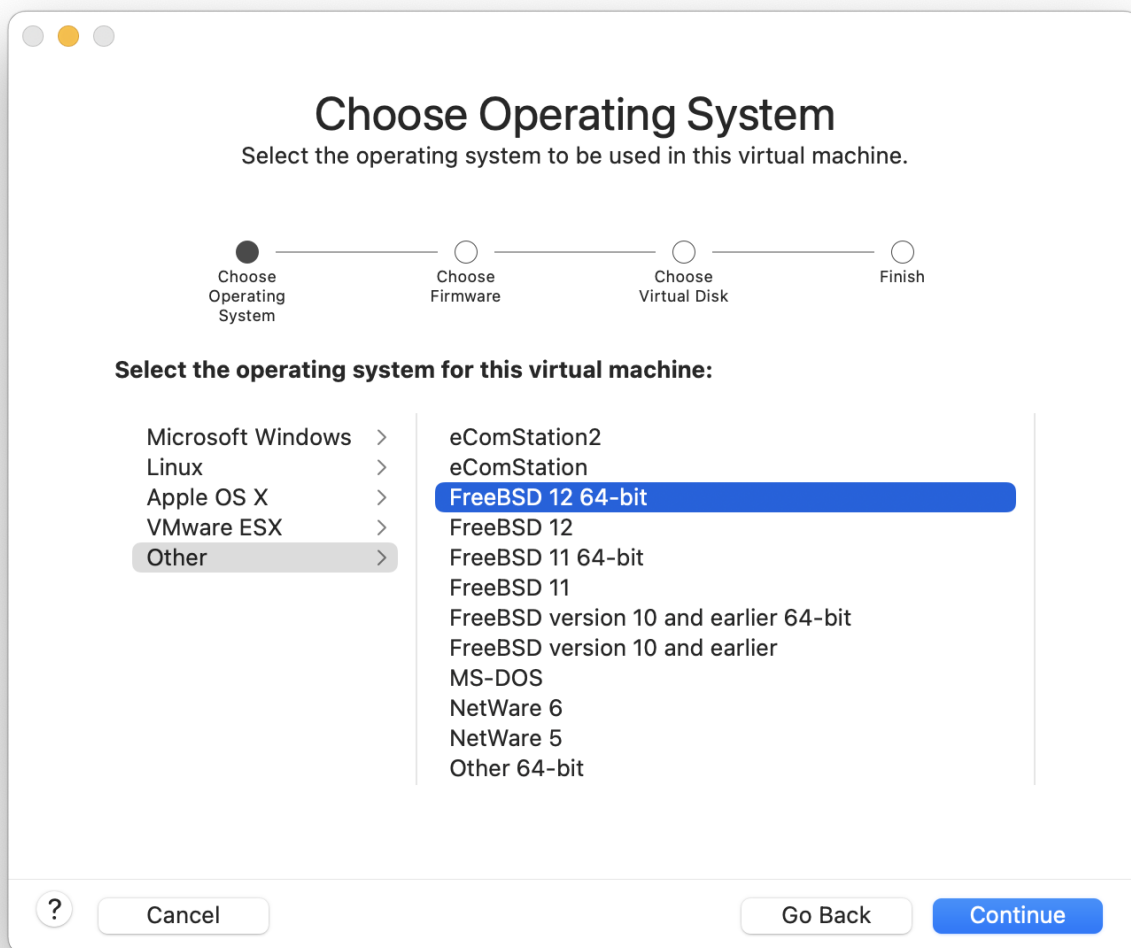 Choose Operating System
Select the operating system to be used in this virtual machine.
Choose
Operating
System
Choose
Firmware
Choose
Virtual Disk
Finish
Select the operating system for this virtual machine:
Microsoft Windows
Linux
Apple OS X
VMware ESX
Other
eComStation2
eComStation
FreeBSD 12 64-bit
FreeBSD 12
FreeBSD 11 64-bit
FreeBSD 11
FreeBSD version 10 and earlier 64-bit
FreeBSD version 10 and earlier
MS-DOS
NetWare 6
NetWare 5
Other 64-bit
?
Cancel
Go Back
Continue